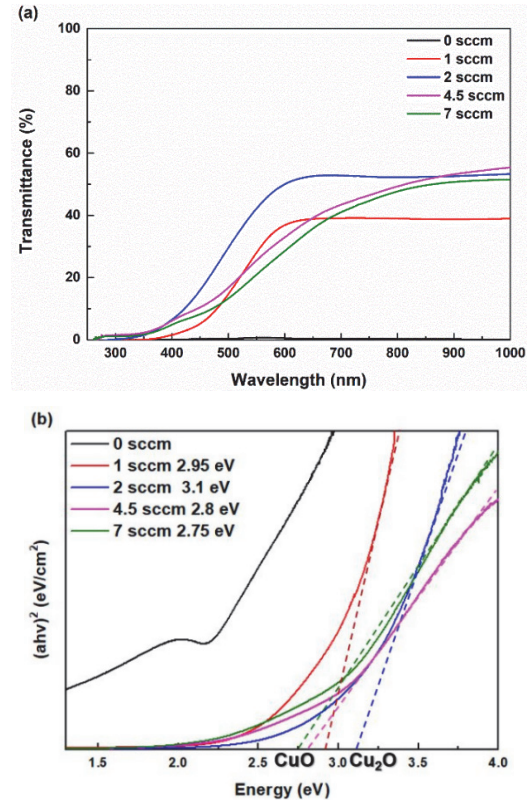 (a)
100
80
60
40
20
0
Transmittance (%)
0 sccm
1 sccm
2 sccm
4.5 sccm
7 sccm
300 400 500 600 700 800 900 1000
Wavelength (nm)
(b)
0 sccm
1 sccm 2.95 eV
2 sccm 3.1 eV
4.5 sccm 2.8 eV
7 sccm 2.75 eV
(ahv)² (eV/cm²)
1.5 2.0 2.5 3.0 3.5 4.0
CuO Cu₂O
Energy (eV)